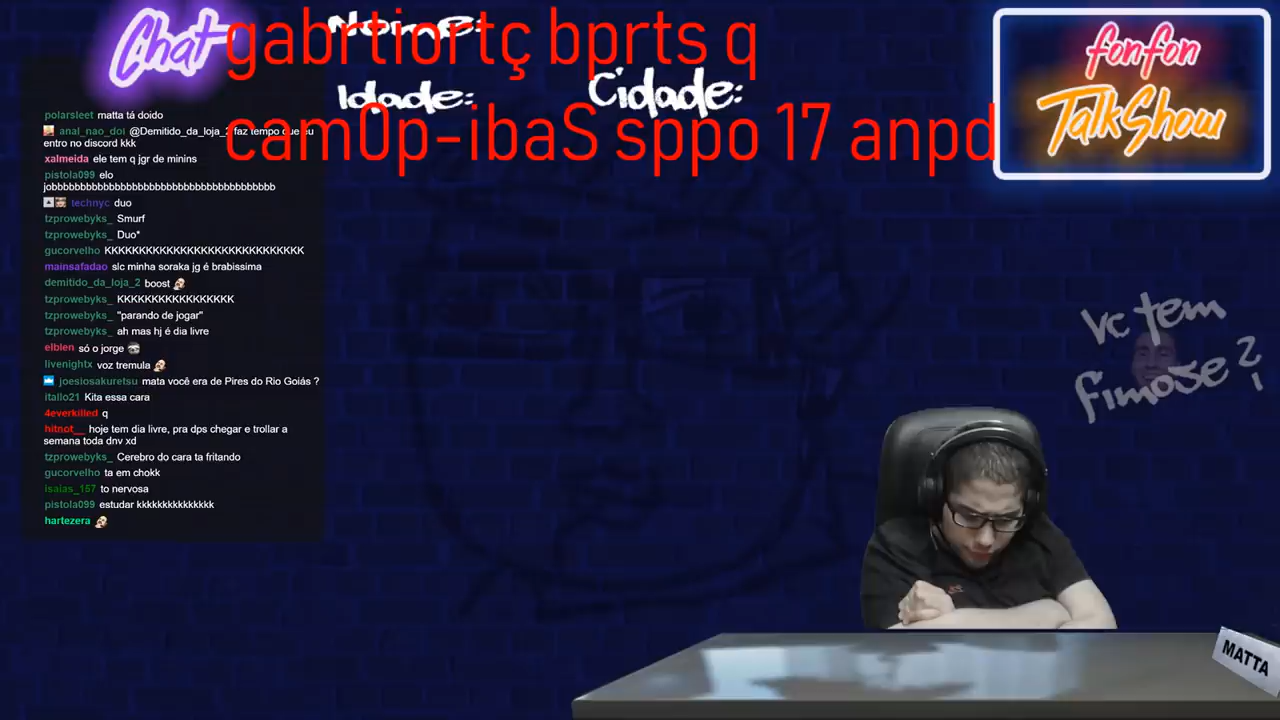 Chat
Nome:
gabrtiortç bprts q
Idade:
Cidade:
cam0p-ibaS sppo 17 anpd
fonfon
TalkShow
polarsleet matta tá doído
anal_nao_doi @Demitido_da_loja_2 faz tempo que eu
entro no discord kkk
xalmeida ele tem q jgr de minins
pistola099 elo
jobbbbbbbbbbbbbbbbbbbbbbbbbbbbbbbbbbbbbb
technyc duo
tzprowebyks_ Smurf
tzprowebyks_ Duo*
gucorvelho KKKKKKKKKKKKKKKKKKKKKKKKKKKKK
mainsafadao slc minha soraka jg é brabissima
demitido_da_loja_2 boost
tzprowebyks_ KKKKKKKKKKKKKKKKK
tzprowebyks_ "parando de jogar"
tzprowebyks_ ah mas hj é dia livre
elblen só o jorge
livenightx voz tremula
joesiosakuretsu mata você era de Pires do Rio Goiás ?
itallo21 Kita essa cara
4everkilled q
hitnot__ hoje tem dia livre, pra dps chegar e trollar a
semana toda dnv xd
tzprowebyks_ Cerebro do cara ta fritando
gucorvelho ta em chokk
isaias_157 to nervosa
pistola099 estudar kkkkkkkkkkkkkkk
hartezera
vc tem
fimose ?
MATTA